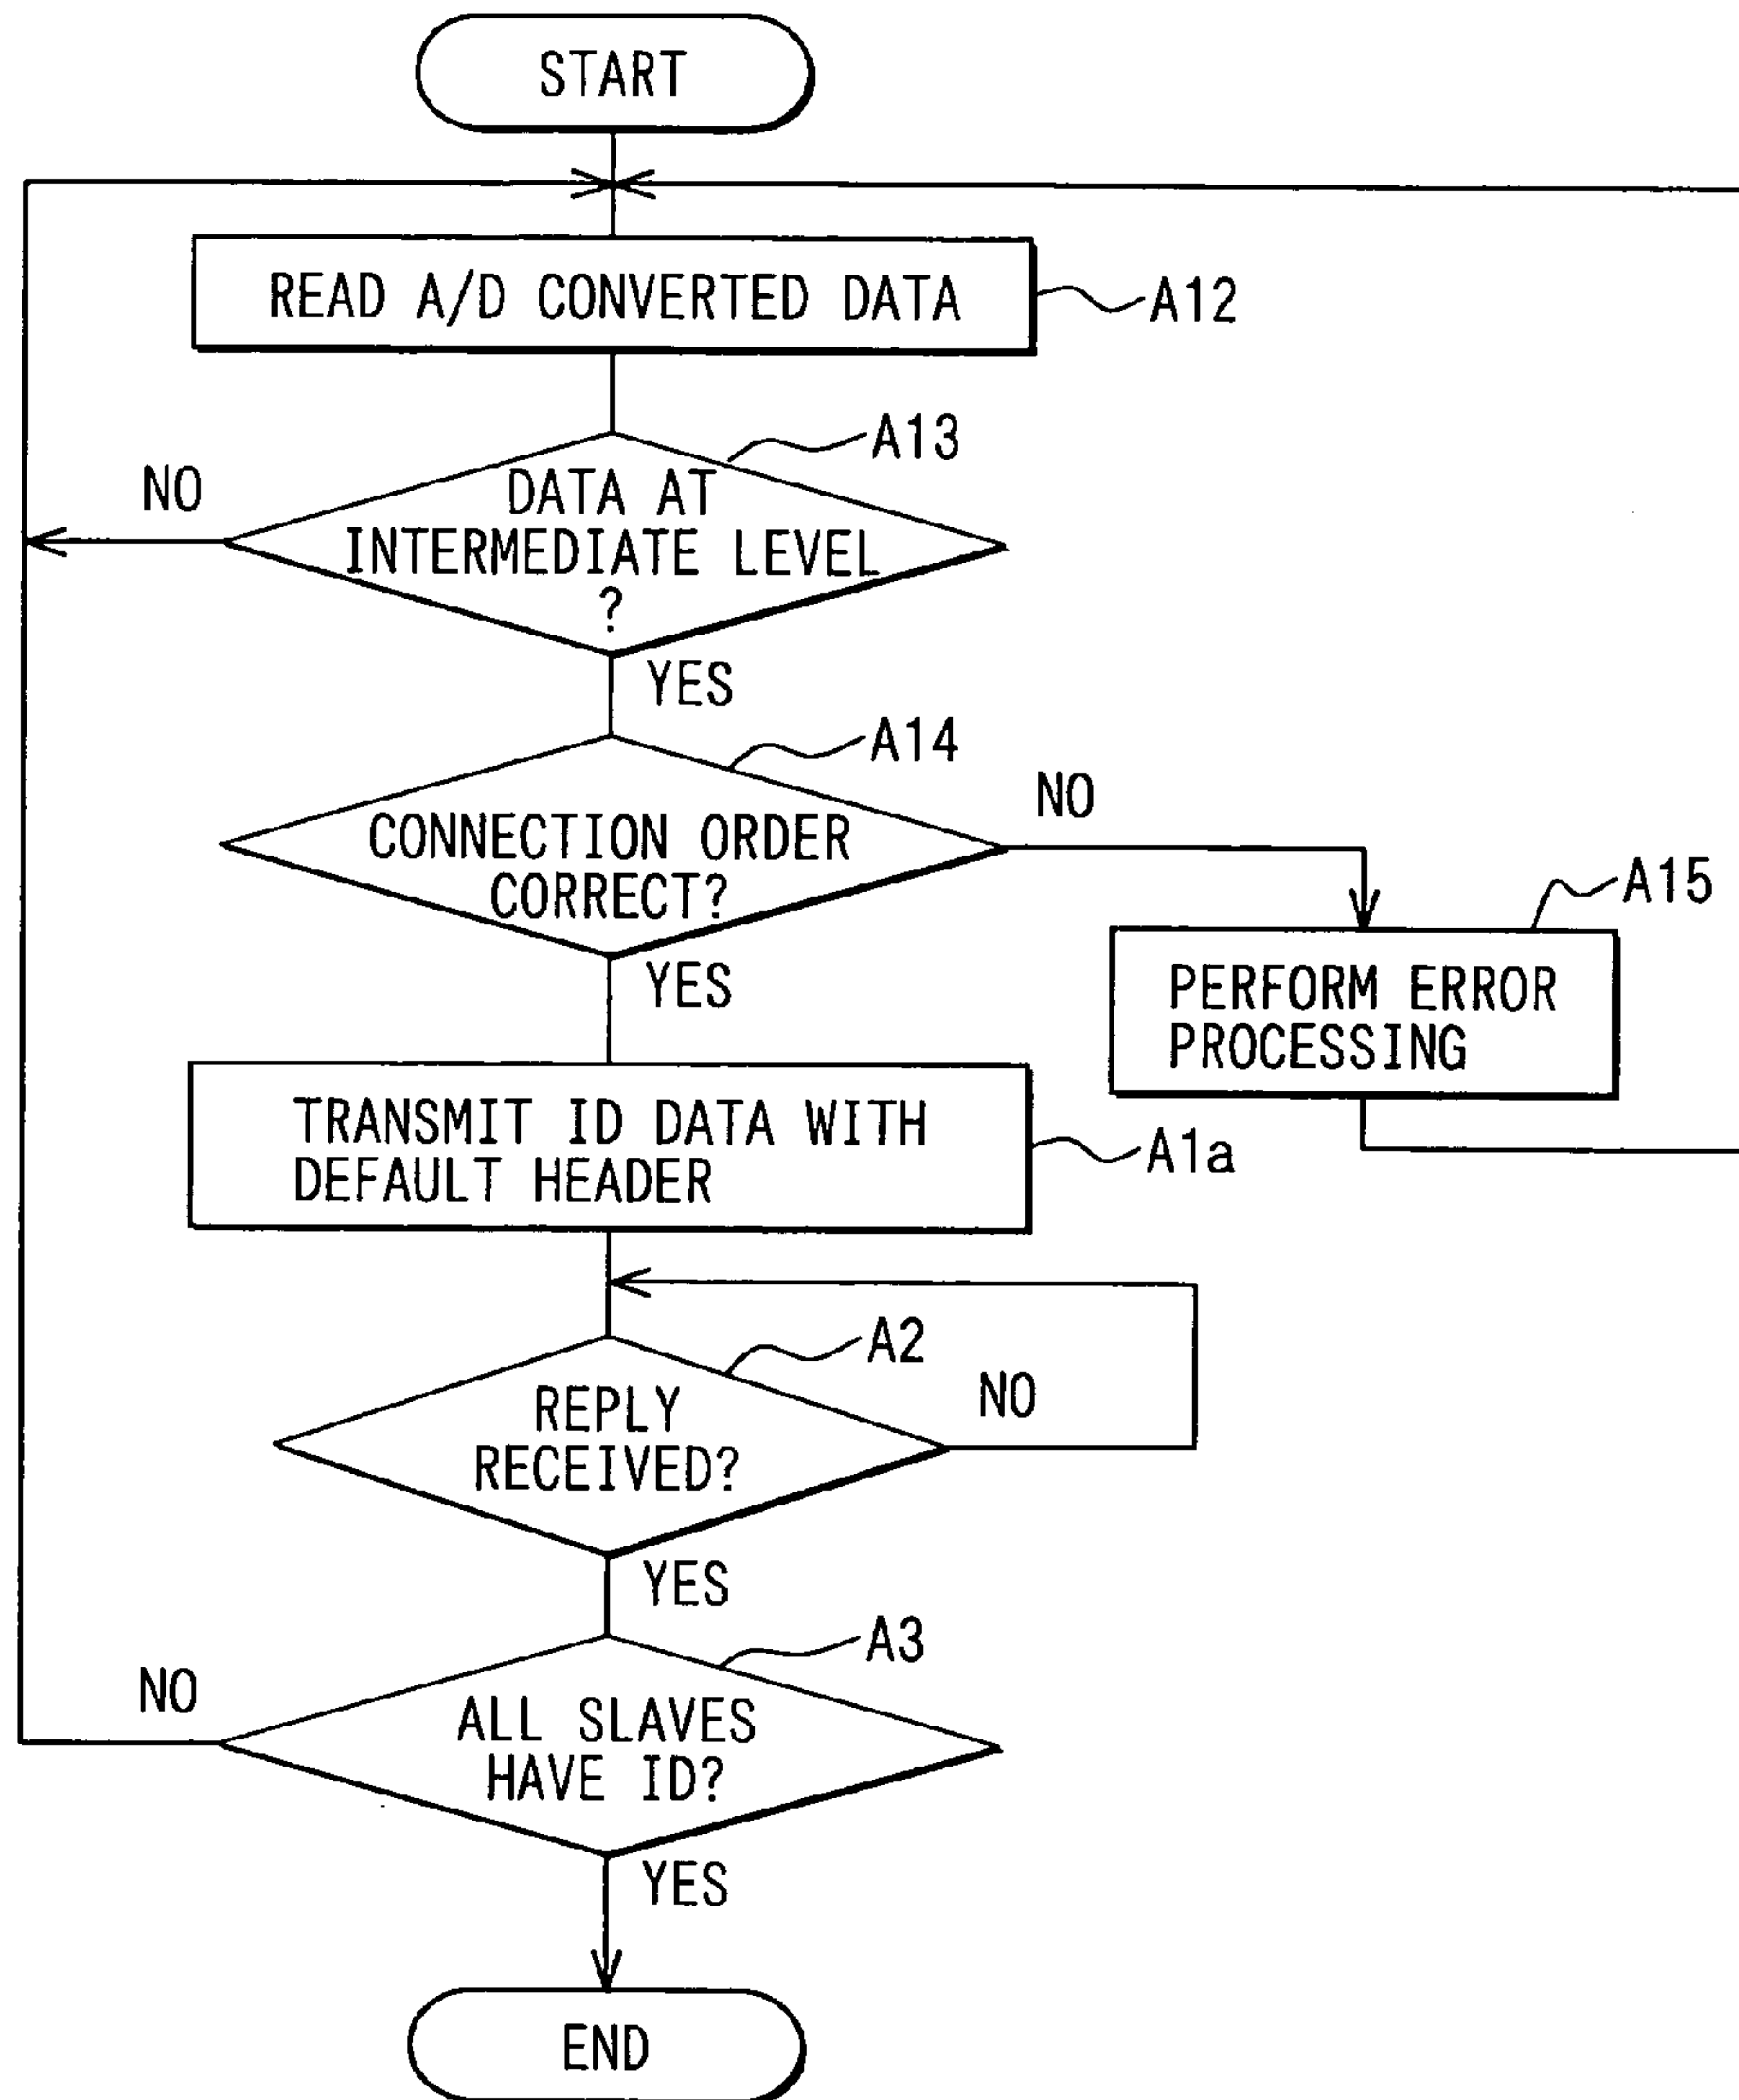 START
READ A/D CONVERTED DATA
A12
A13
NO
DATA AT
INTERMEDIATE LEVEL
?
YES
A14
NO
CONNECTION ORDER
CORRECT?
A15
YES
PERFORM ERROR
PROCESSING
TRANSMIT ID DATA WITH
DEFAULT HEADER
A1a
A2
NO
REPLY
RECEIVED?
YES
A3
NO
ALL SLAVES
HAVE ID?
YES
END